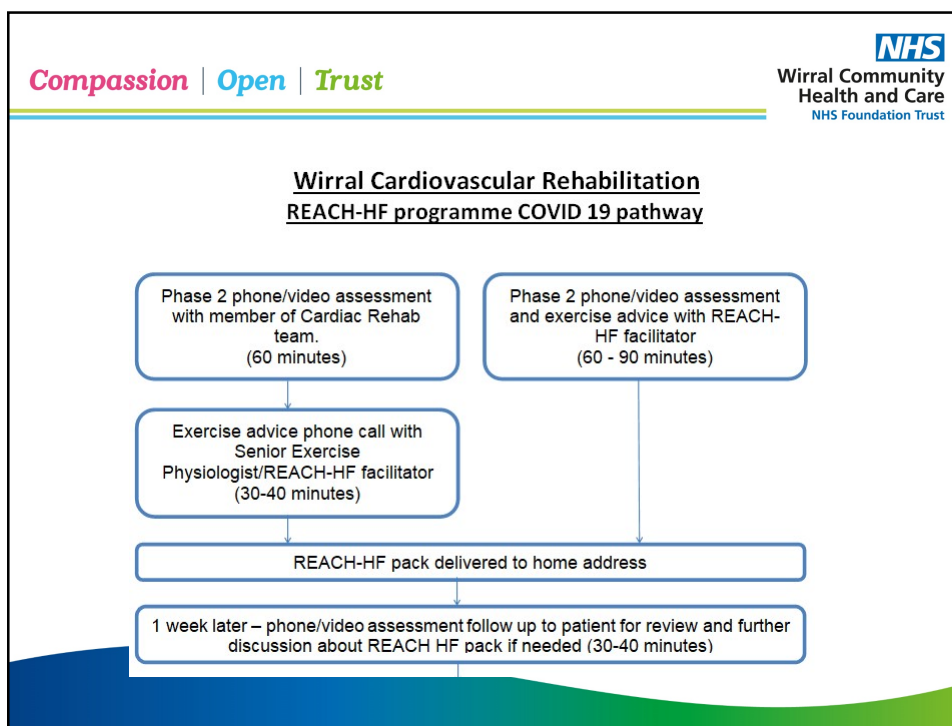 Compassion | Open | Trust
NHS
Wirral Community
Health and Care
NHS Foundation Trust
Wirral Cardiovascular Rehabilitation
REACH-HF programme COVID 19 pathway
Phase 2 phone/video assessment
with member of Cardiac Rehab
team.
(60 minutes)
Phase 2 phone/video assessment
and exercise advice with REACH-
HF facilitator
(60 - 90 minutes)
Exercise advice phone call with
Senior Exercise
Physiologist/REACH-HF facilitator
(30-40 minutes)
REACH-HF pack delivered to home address
1 week later – phone/video assessment follow up to patient for review and further
discussion about REACH HF pack if needed (30-40 minutes)